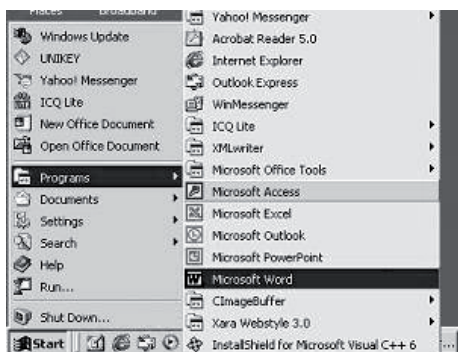 Places
Broadband
Windows Update
UNIKEY
Yahoo! Messenger
ICQ Lite
New Office Document
Open Office Document
Programs
Documents
Settings
Search
Help
Run...
Shut Down...
Start
Yahoo! Messenger
Acrobat Reader 5.0
Internet Explorer
Outlook Express
WinMessenger
ICQ Lite
XMLwriter
Microsoft Office Tools
Microsoft Access
Microsoft Excel
Microsoft Outlook
Microsoft PowerPoint
Microsoft Word
CImageBuffer
Xara Webstyle 3.0
InstallShield for Microsoft Visual C++ 6
...